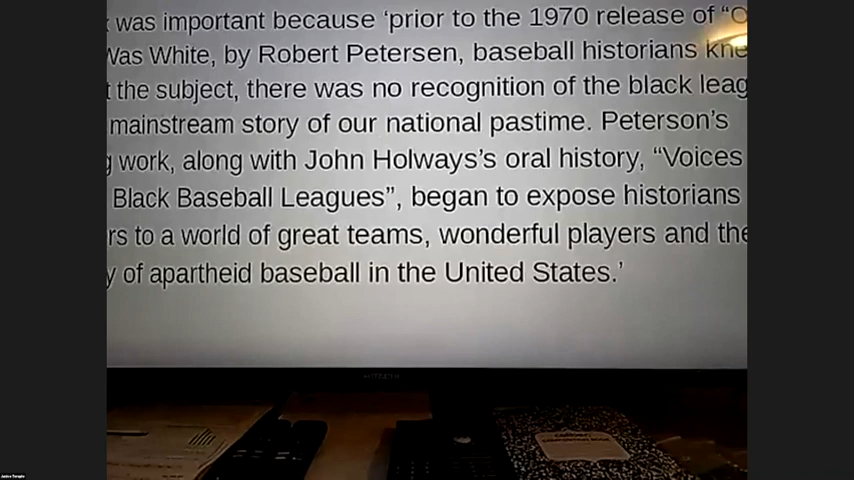 was important because ‘prior to the 1970 release of “O
Was White, by Robert Petersen, baseball historians kne
t the subject, there was no recognition of the black leag
mainstream story of our national pastime. Peterson’s
g work, along with John Holways’s oral history, “Voices
Black Baseball Leagues”, began to expose historians
rs to a world of great teams, wonderful players and the
y of apartheid baseball in the United States.’